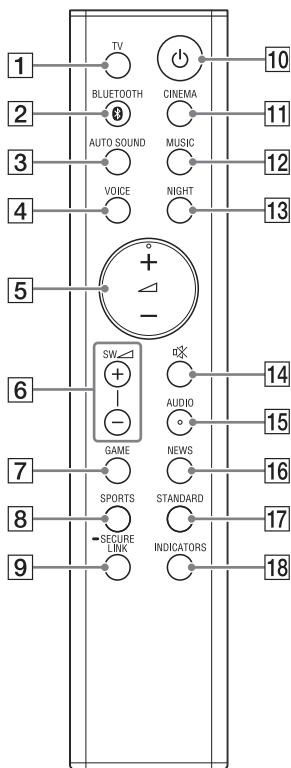 TV
1
10
BLUETOOTH
CINEMA
2
11
AUTO SOUND
MUSIC
3
12
VOICE
NIGHT
4
13
+
5
−
SW
+
6
14
−
AUDIO
15
GAME
NEWS
7
16
SPORTS
STANDARD
8
17
SECURE
LINK
INDICATORS
9
18